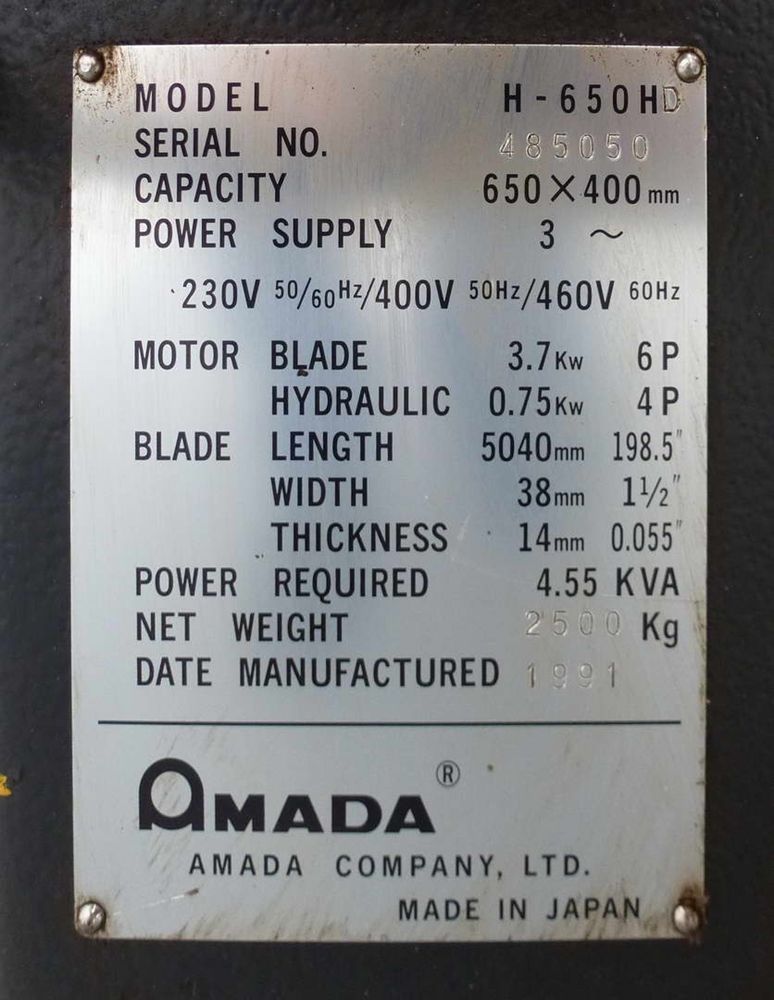 MODEL H-650HD
SERIAL NO. 485050
CAPACITY 650×400mm
POWER SUPPLY 3 ~
230V 50/60Hz/400V 50Hz/460V 60Hz
MOTOR BLADE 3.7Kw 6P
HYDRAULIC 0.75Kw 4P
BLADE LENGTH 5040mm 198.5"
WIDTH 38mm 1½"
THICKNESS 14mm 0.055"
POWER REQUIRED 4.55 KVA
NET WEIGHT 2500 Kg
DATE MANUFACTURED 1991
AMADA®
AMADA COMPANY, LTD.
MADE IN JAPAN